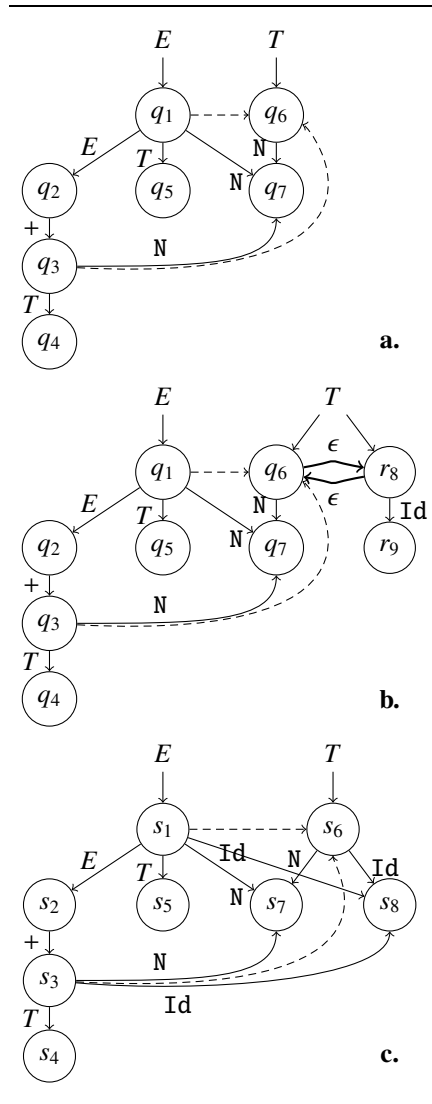 E T
q1 q6
E T N N
q2 q5 q7
+
N
q3
T
q4
a.
E T
q1 q6 ϵ ϵ r8
E T N N Id
q2 q5 q7 r9
+
N
q3
T
q4
b.
E T
s1 s6
E T Id N N Id
s2 s5 s7 s8
+
N
s3
Id
T
s4
c.